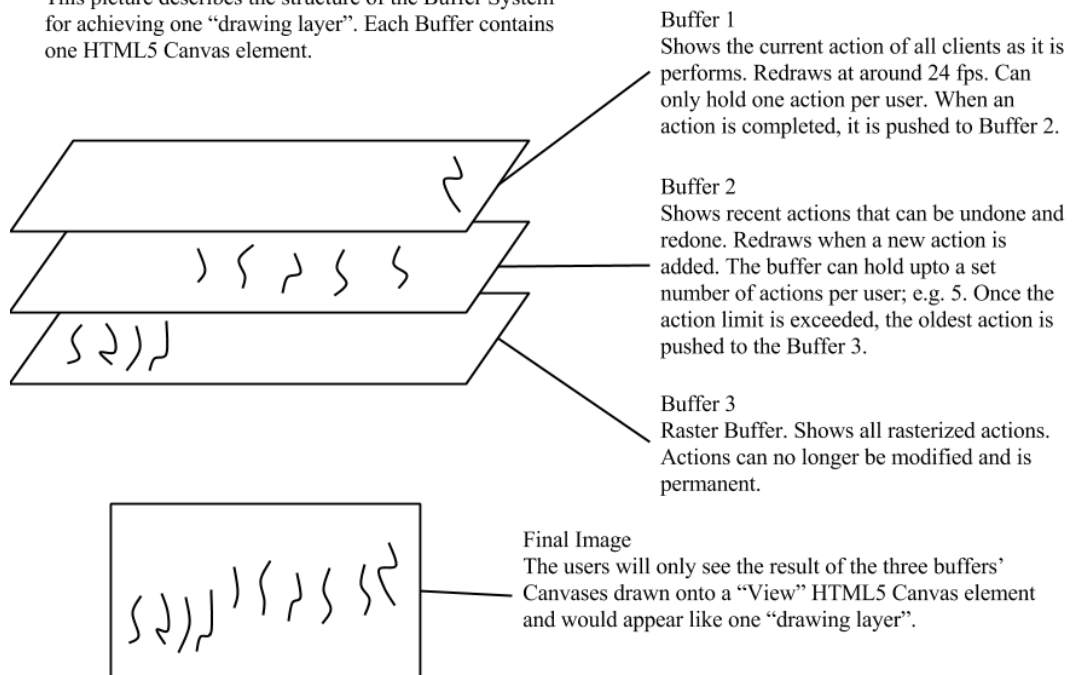 This picture describes the structure of the Buffer System
for achieving one “drawing layer”. Each Buffer contains
one HTML5 Canvas element.
Buffer 1
Shows the current action of all clients as it is
performs. Redraws at around 24 fps. Can
only hold one action per user. When an
action is completed, it is pushed to Buffer 2.
Buffer 2
Shows recent actions that can be undone and
redone. Redraws when a new action is
added. The buffer can hold upto a set
number of actions per user; e.g. 5. Once the
action limit is exceeded, the oldest action is
pushed to the Buffer 3.
Buffer 3
Raster Buffer. Shows all rasterized actions.
Actions can no longer be modified and is
permanent.
Final Image
The users will only see the result of the three buffers’
Canvases drawn onto a “View” HTML5 Canvas element
and would appear like one “drawing layer”.